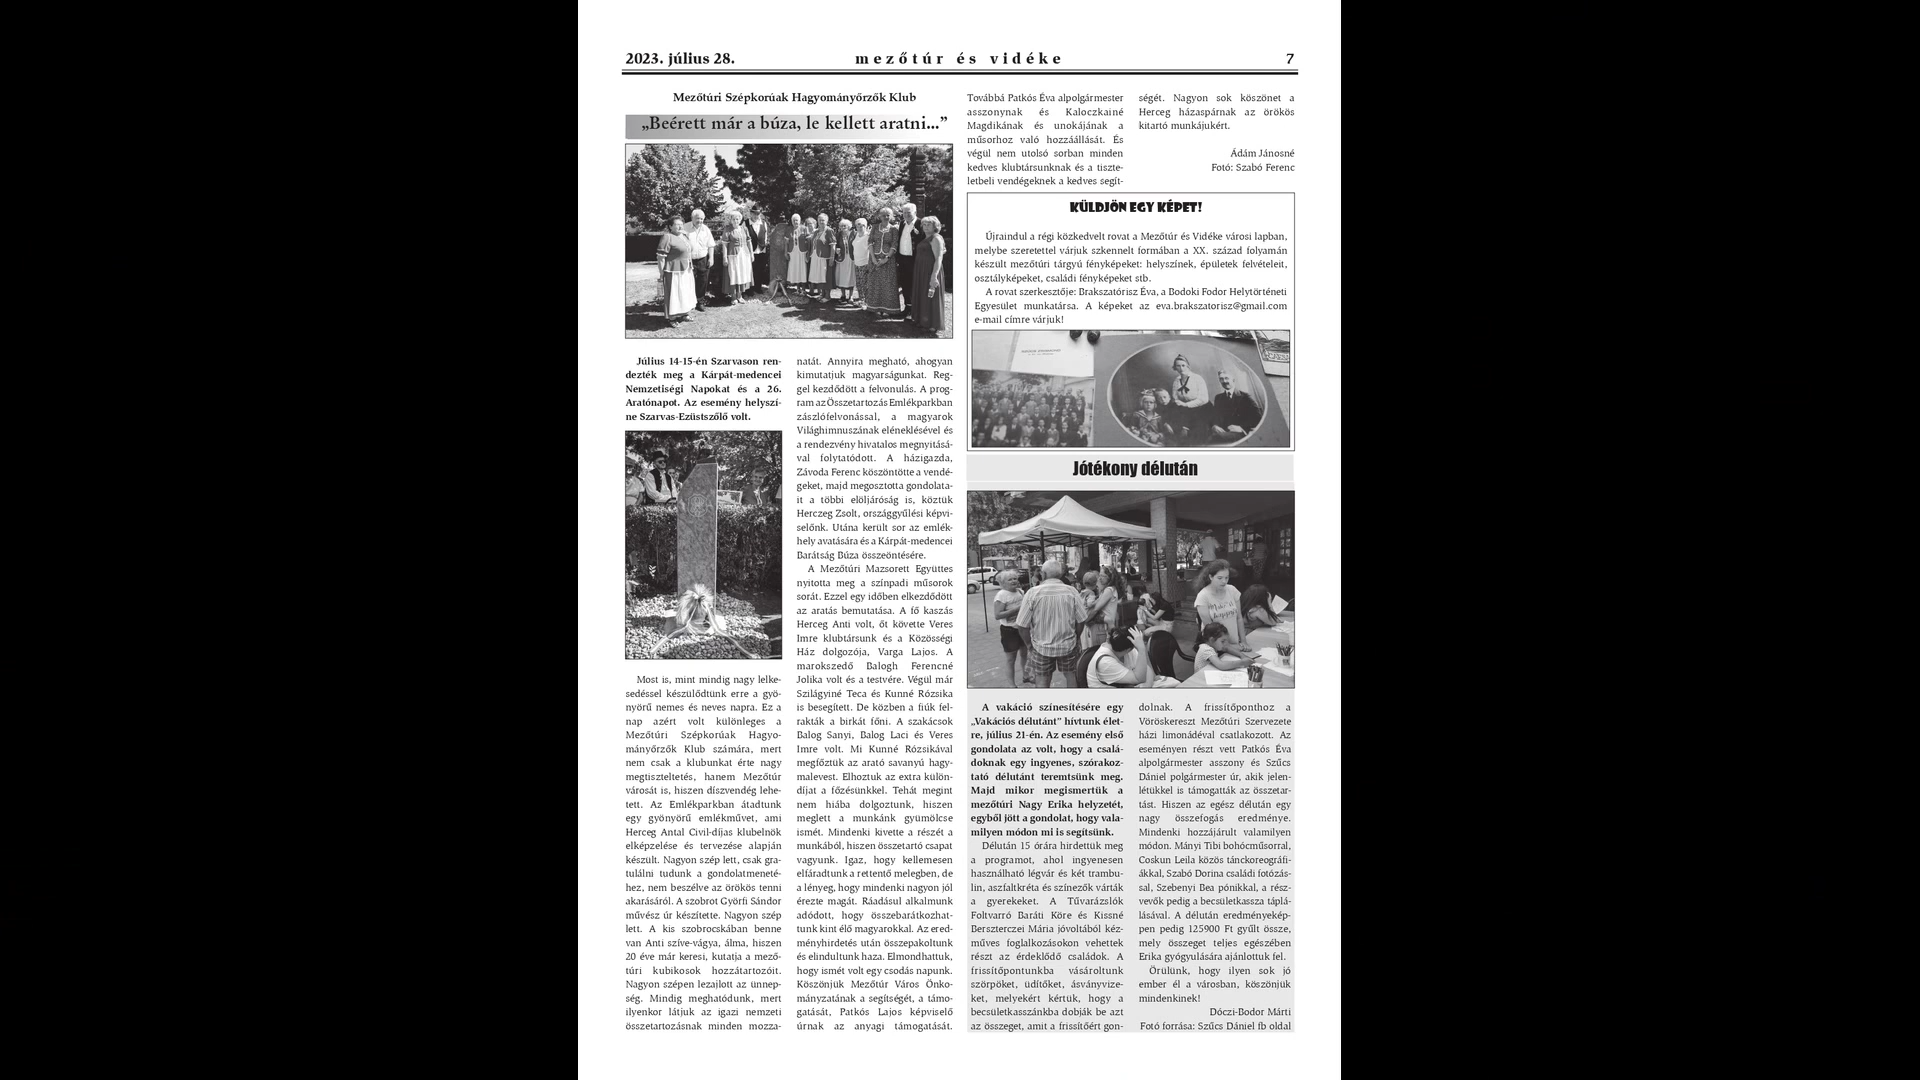 2023. július 28.
mezőtúr és vidéke
7
Mezőtúri Szépkorúak Hagyományőrzők Klub
„Beérett már a búza, le kellett aratni...”
Július 14-15-én Szarvason ren-
dezték meg a Kárpát-medencei
Nemzetiségi Napokat és a 26.
Aratónapot. Az esemény helyszí-
ne Szarvas-Ezüstszőlő volt.
Most is, mint mindig nagy lelke-
sedéssel készülődtünk erre a gyö-
nyörű nemes és neves napra. Ez a
nap azért volt különleges a
Mezőtúri Szépkorúak Hagyo-
mányőrzők Klub számára, mert
nem csak a klubunkat érte nagy
megtiszteltetés, hanem Mezőtúr
városát is, hiszen díszvendég lehe-
tett. Az Emlékparkban átadtunk
egy gyönyörű emlékművet, ami
Herceg Antal Civil-díjas klubelnök
elképzelése és tervezése alapján
készült. Nagyon szép lett, csak gra-
tulálni tudunk a gondolatmeneté-
hez, nem beszélve az örökös tenni
akarásáról. A szobrot Györfi Sándor
művész úr készítette. Nagyon szép
lett. A kis szobrocskában benne
van Anti szíve-vágya, álma, hiszen
20 éve már keresi, kutatja a mező-
túri kubikosok hozzátartozóit.
Nagyon szépen lezajlott az ünnep-
ség. Mindig meghatódunk, mert
ilyenkor látjuk az igazi nemzeti
összetartozásnak minden mozza-
natát. Annyira megható, ahogyan
kimutatjuk magyarságunkat. Reg-
gel kezdődött a felvonulás. A prog-
ram az Összetartozás Emlékparkban
zászlófelvonással, a magyarok
Világhimnuszának eléneklésével és
a rendezvény hivatalos megnyitásá-
val folytatódott. A házigazda,
Závoda Ferenc köszöntötte a vendé-
geket, majd megosztotta gondolata-
it a többi elöljáróság is, köztük
Herczeg Zsolt, országgyűlési képvi-
selőnk. Utána került sor az emlék-
hely avatására és a Kárpát-medencei
Barátság Búza összeöntésére.
A Mezőtúri Mazsorett Együttes
nyitotta meg a színpadi műsorok
sorát. Ezzel egy időben elkezdődött
az aratás bemutatása. A fő kaszás
Herceg Anti volt, őt követte Veres
Imre klubtársunk és a Közösségi
Ház dolgozója, Varga Lajos. A
marokszedő Balogh Ferencné
Jolika volt és a testvére. Végül már
Szilágyiné Teca és Kunné Rózsika
is besegített. De közben a fiúk fel-
rakták a birkát főni. A szakácsok
Balog Sanyi, Balog Laci és Veres
Imre volt. Mi Kunné Rózsikával
megfőztük az arató savanyú hagy-
malevest. Elhoztuk az extra külön-
díjat a főzésünkkel. Tehát megint
nem hiába dolgoztunk, hiszen
meglett a munkánk gyümölcse
ismét. Mindenki kivette a részét a
munkából, hiszen összetartó csapat
vagyunk. Igaz, hogy kellemesen
elfáradtunk a rettentő melegben, de
a lényeg, hogy mindenki nagyon jól
érezte magát. Ráadásul alkalmunk
adódott, hogy összebarátkozhat-
tunk kint élő magyarokkal. Az ered-
ményhirdetés után összepakoltunk
és elindultunk haza. Elmondhattuk,
hogy ismét volt egy csodás napunk.
Köszönjük Mezőtúr Város Önko-
mányzatának a segítségét, a támo-
gatását, Patkós Lajos képviselő
úrnak az anyagi támogatását.
Továbbá Patkós Éva alpolgármester
asszonynak és Kaloczkainé
Magdikának és unokájának a
műsorhoz való hozzáállását. És
végül nem utolsó sorban minden
kedves klubtársunknak és a tiszte-
letbeli vendégeknek a kedves segít-
ségét. Nagyon sok köszönet a
Herceg házaspárnak az örökös
kitartó munkájukért.
Ádám Jánosné
Fotó: Szabó Ferenc
KÜLDJÖN EGY KÉPET!
Újraindul a régi közkedvelt rovat a Mezőtúr és Vidéke városi lapban,
melybe szeretettel várjuk szkennelt formában a XX. század folyamán
készült mezőtúri tárgyú fényképeket: helyszínek, épületek felvételeit,
osztályképeket, családi fényképeket stb.
A rovat szerkesztője: Brakszatórisz Éva, a Bodoki Fodor Helytörténeti
Egyesület munkatársa. A képeket az eva.brakszatorisz@gmail.com
e-mail címre várjuk!
Jótékony délután
A vakáció színesítésére egy
„Vakációs délutánt” hívtunk élet-
re, július 21-én. Az esemény első
gondolata az volt, hogy a csalá-
doknak egy ingyenes, szórakoz-
tató délutánt teremtsünk meg.
Majd mikor megismertük a
mezőtúri Nagy Erika helyzetét,
egyből jött a gondolat, hogy vala-
milyen módon mi is segítsünk.
Délután 15 órára hirdettük meg
a programot, ahol ingyenesen
használható légvár és két trambu-
lin, aszfaltkréta és színezők várták
a gyerekeket. A Tűvarázslók
Foltvarró Baráti Köre és Kissné
Berszterczei Mária jóvoltából kéz-
műves foglalkozásokon vehettek
részt az érdeklődő családok. A
frissítőpontunkba vásároltunk
szörpöket, üdítőket, ásványvize-
ket, melyekért kértük, hogy a
becsületkasszánkba dobják be azt
az összeget, amit a frissítőért gon-
dolnak. A frissítőponthoz a
Vöröskereszt Mezőtúri Szervezete
házi limonádéval csatlakozott. Az
eseményen részt vett Patkós Éva
alpolgármester asszony és Szűcs
Dániel polgármester úr, akik jelen-
létükkel is támogatták az összetar-
tást. Hiszen az egész délután egy
nagy összefogás eredménye.
Mindenki hozzájárult valamilyen
módon. Mányi Tibi bohócműsorral,
Coskun Leila közös tánckoreográfi-
ákkal, Szabó Dorina családi fotózás-
sal, Szebenyi Bea pónikkal, a rész-
vevők pedig a becsületkassza táplá-
lásával. A délután eredményekép-
pen pedig 125900 Ft gyűlt össze,
mely összeget teljes egészében
Erika gyógyulására ajánlottuk fel.
Örülünk, hogy ilyen sok jó
ember él a városban, köszönjük
mindenkinek!
Dóczi-Bodor Márti
Fotó forrása: Szűcs Dániel fb oldal